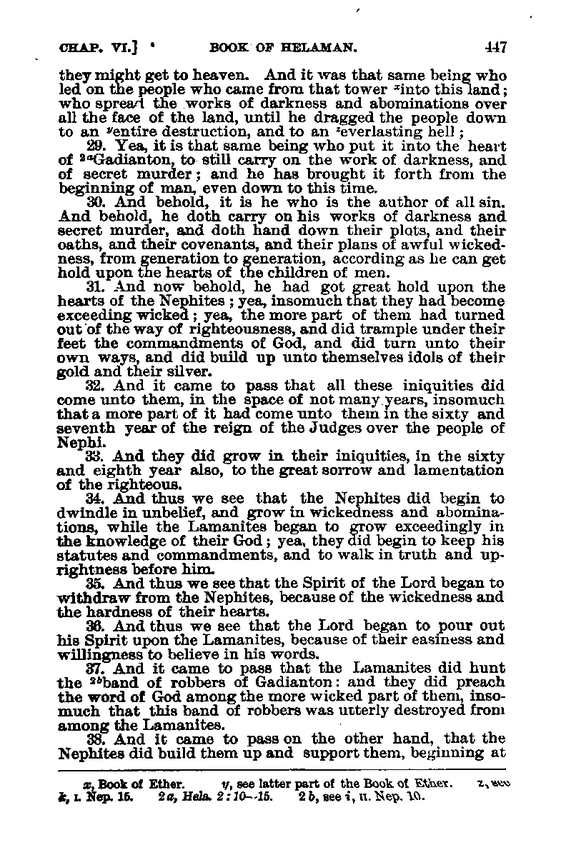 CHAP. VI.] BOOK OF HELAMAN. 447
they might get to heaven. And it was that same being who
led on the people who came from that tower ˣinto this land;
who spread the works of darkness and abominations over
all the face of the land, until he dragged the people down
to an ʸentire destruction, and to an ᶻeverlasting hell;
29. Yea, it is that same being who put it into the heart
of ²ᵃGadianton, to still carry on the work of darkness, and
of secret murder; and he has brought it forth from the
beginning of man, even down to this time.
30. And behold, it is he who is the author of all sin.
And behold, he doth carry on his works of darkness and
secret murder, and doth hand down their plots, and their
oaths, and their covenants, and their plans of awful wicked-
ness, from generation to generation, according as he can get
hold upon the hearts of the children of men.
31. And now behold, he had got great hold upon the
hearts of the Nephites; yea, insomuch that they had become
exceeding wicked; yea, the more part of them had turned
out of the way of righteousness, and did trample under their
feet the commandments of God, and did turn unto their
own ways, and did build up unto themselves idols of their
gold and their silver.
32. And it came to pass that all these iniquities did
come unto them, in the space of not many years, insomuch
that a more part of it had come unto them in the sixty and
seventh year of the reign of the Judges over the people of
Nephi.
33. And they did grow in their iniquities, in the sixty
and eighth year also, to the great sorrow and lamentation
of the righteous.
34. And thus we see that the Nephites did begin to
dwindle in unbelief, and grow in wickedness and abomina-
tions, while the Lamanites began to grow exceedingly in
the knowledge of their God; yea, they did begin to keep his
statutes and commandments, and to walk in truth and up-
rightness before him.
35. And thus we see that the Spirit of the Lord began to
withdraw from the Nephites, because of the wickedness and
the hardness of their hearts.
36. And thus we see that the Lord began to pour out
his Spirit upon the Lamanites, because of their easiness and
willingness to believe in his words.
37. And it came to pass that the Lamanites did hunt
the ²ᵇband of robbers of Gadianton: and they did preach
the word of God among the more wicked part of them, inso-
much that this band of robbers was utterly destroyed from
among the Lamanites.
38. And it came to pass on the other hand, that the
Nephites did build them up and support them, beginning at
x, Book of Ether. y, see latter part of the Book of Ether. z, see
k, I. Nep. 15. 2a, Hela. 2:10--15. 2b, see i, II. Nep. 10.